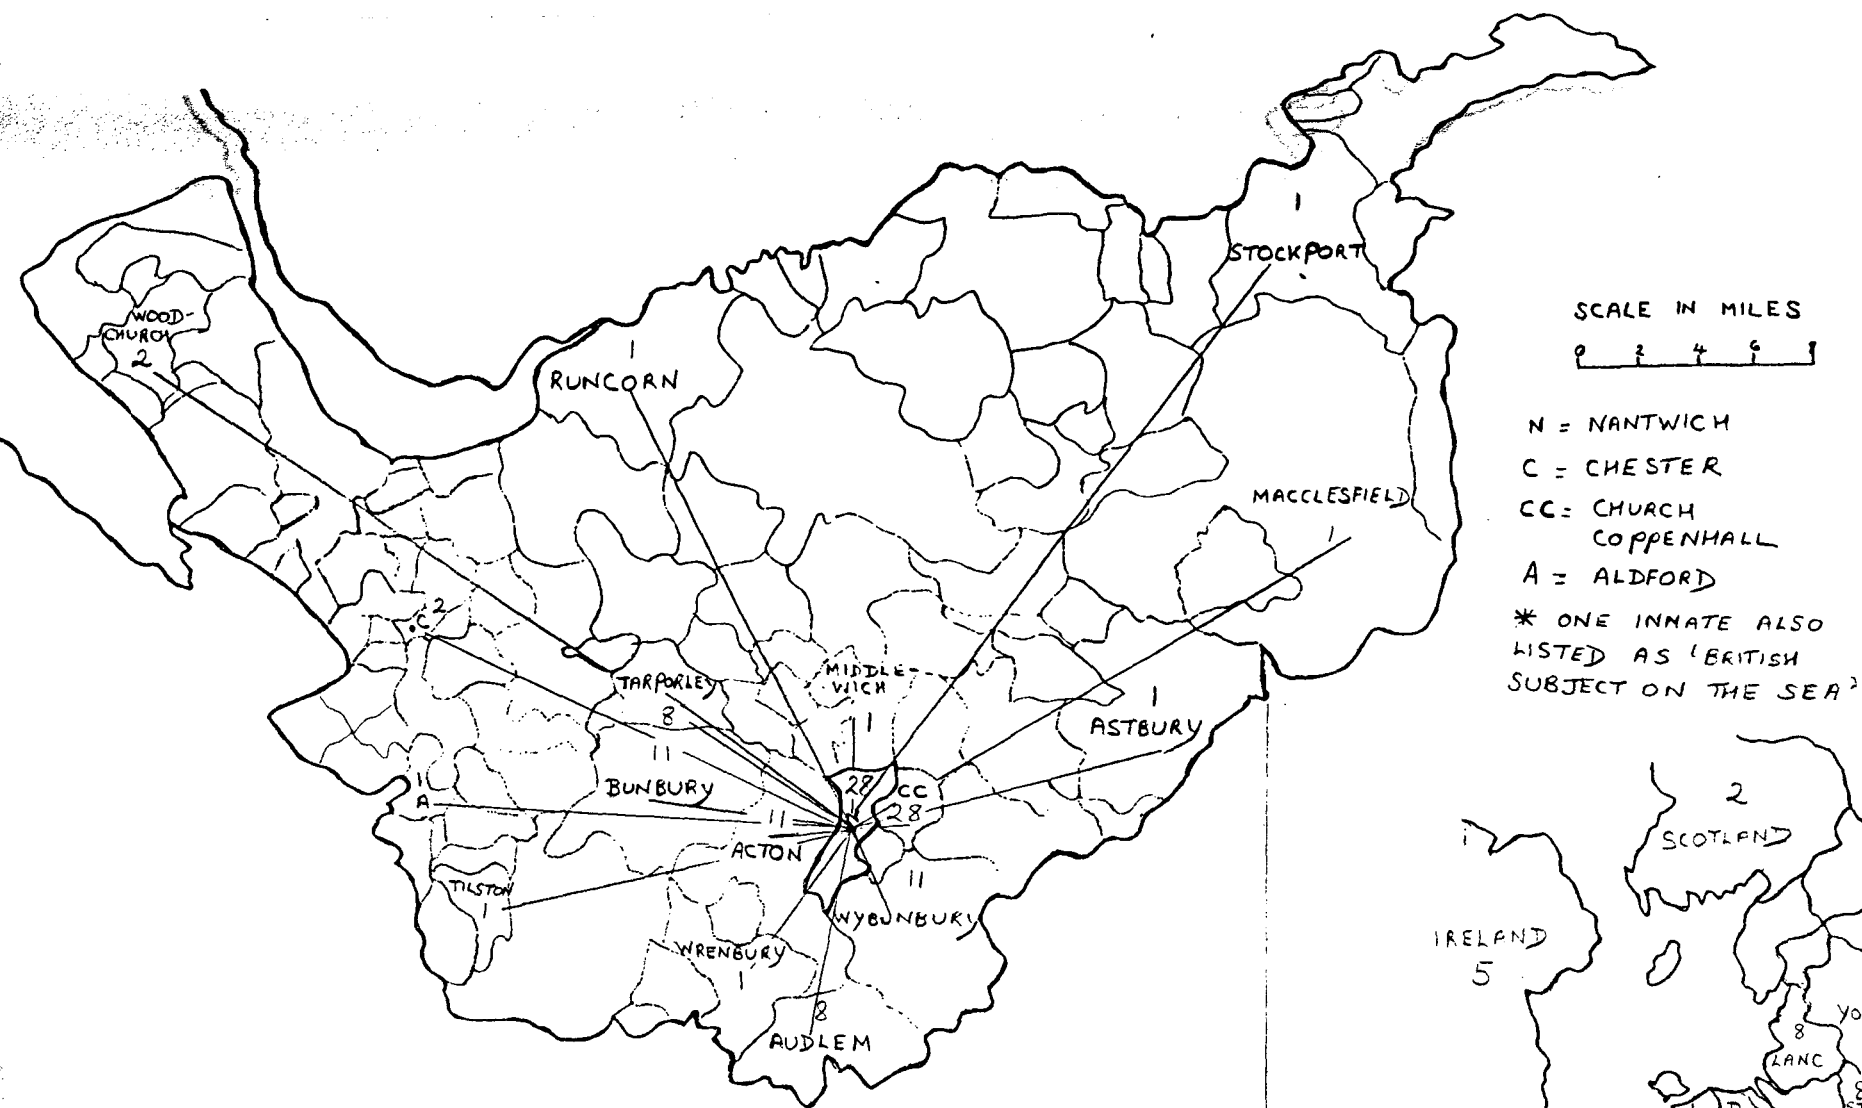 1
STOCKPORT
WOOD-
CHURCH
2
1
RUNCORN
SCALE IN MILES
0 2 4 6 8
N = NANTWICH
C = CHESTER
CC = CHURCH
COPPENHALL
A = ALDFORD
* ONE INNATE ALSO
LISTED AS 'BRITISH
SUBJECT ON THE SEA'
MACCLESFIELD
1
C 2
TARPORLEY
8
MIDDLE-
WICH
1
1
ASTBURY
11
BUNBURY
1
A
28
N
CC
28
11
ACTON
TILSTON
1
11
WYBUNBURY
WRENBURY
1
8
AUDLEM
2
SCOTLAND
IRELAND
5
YO
8
LANC